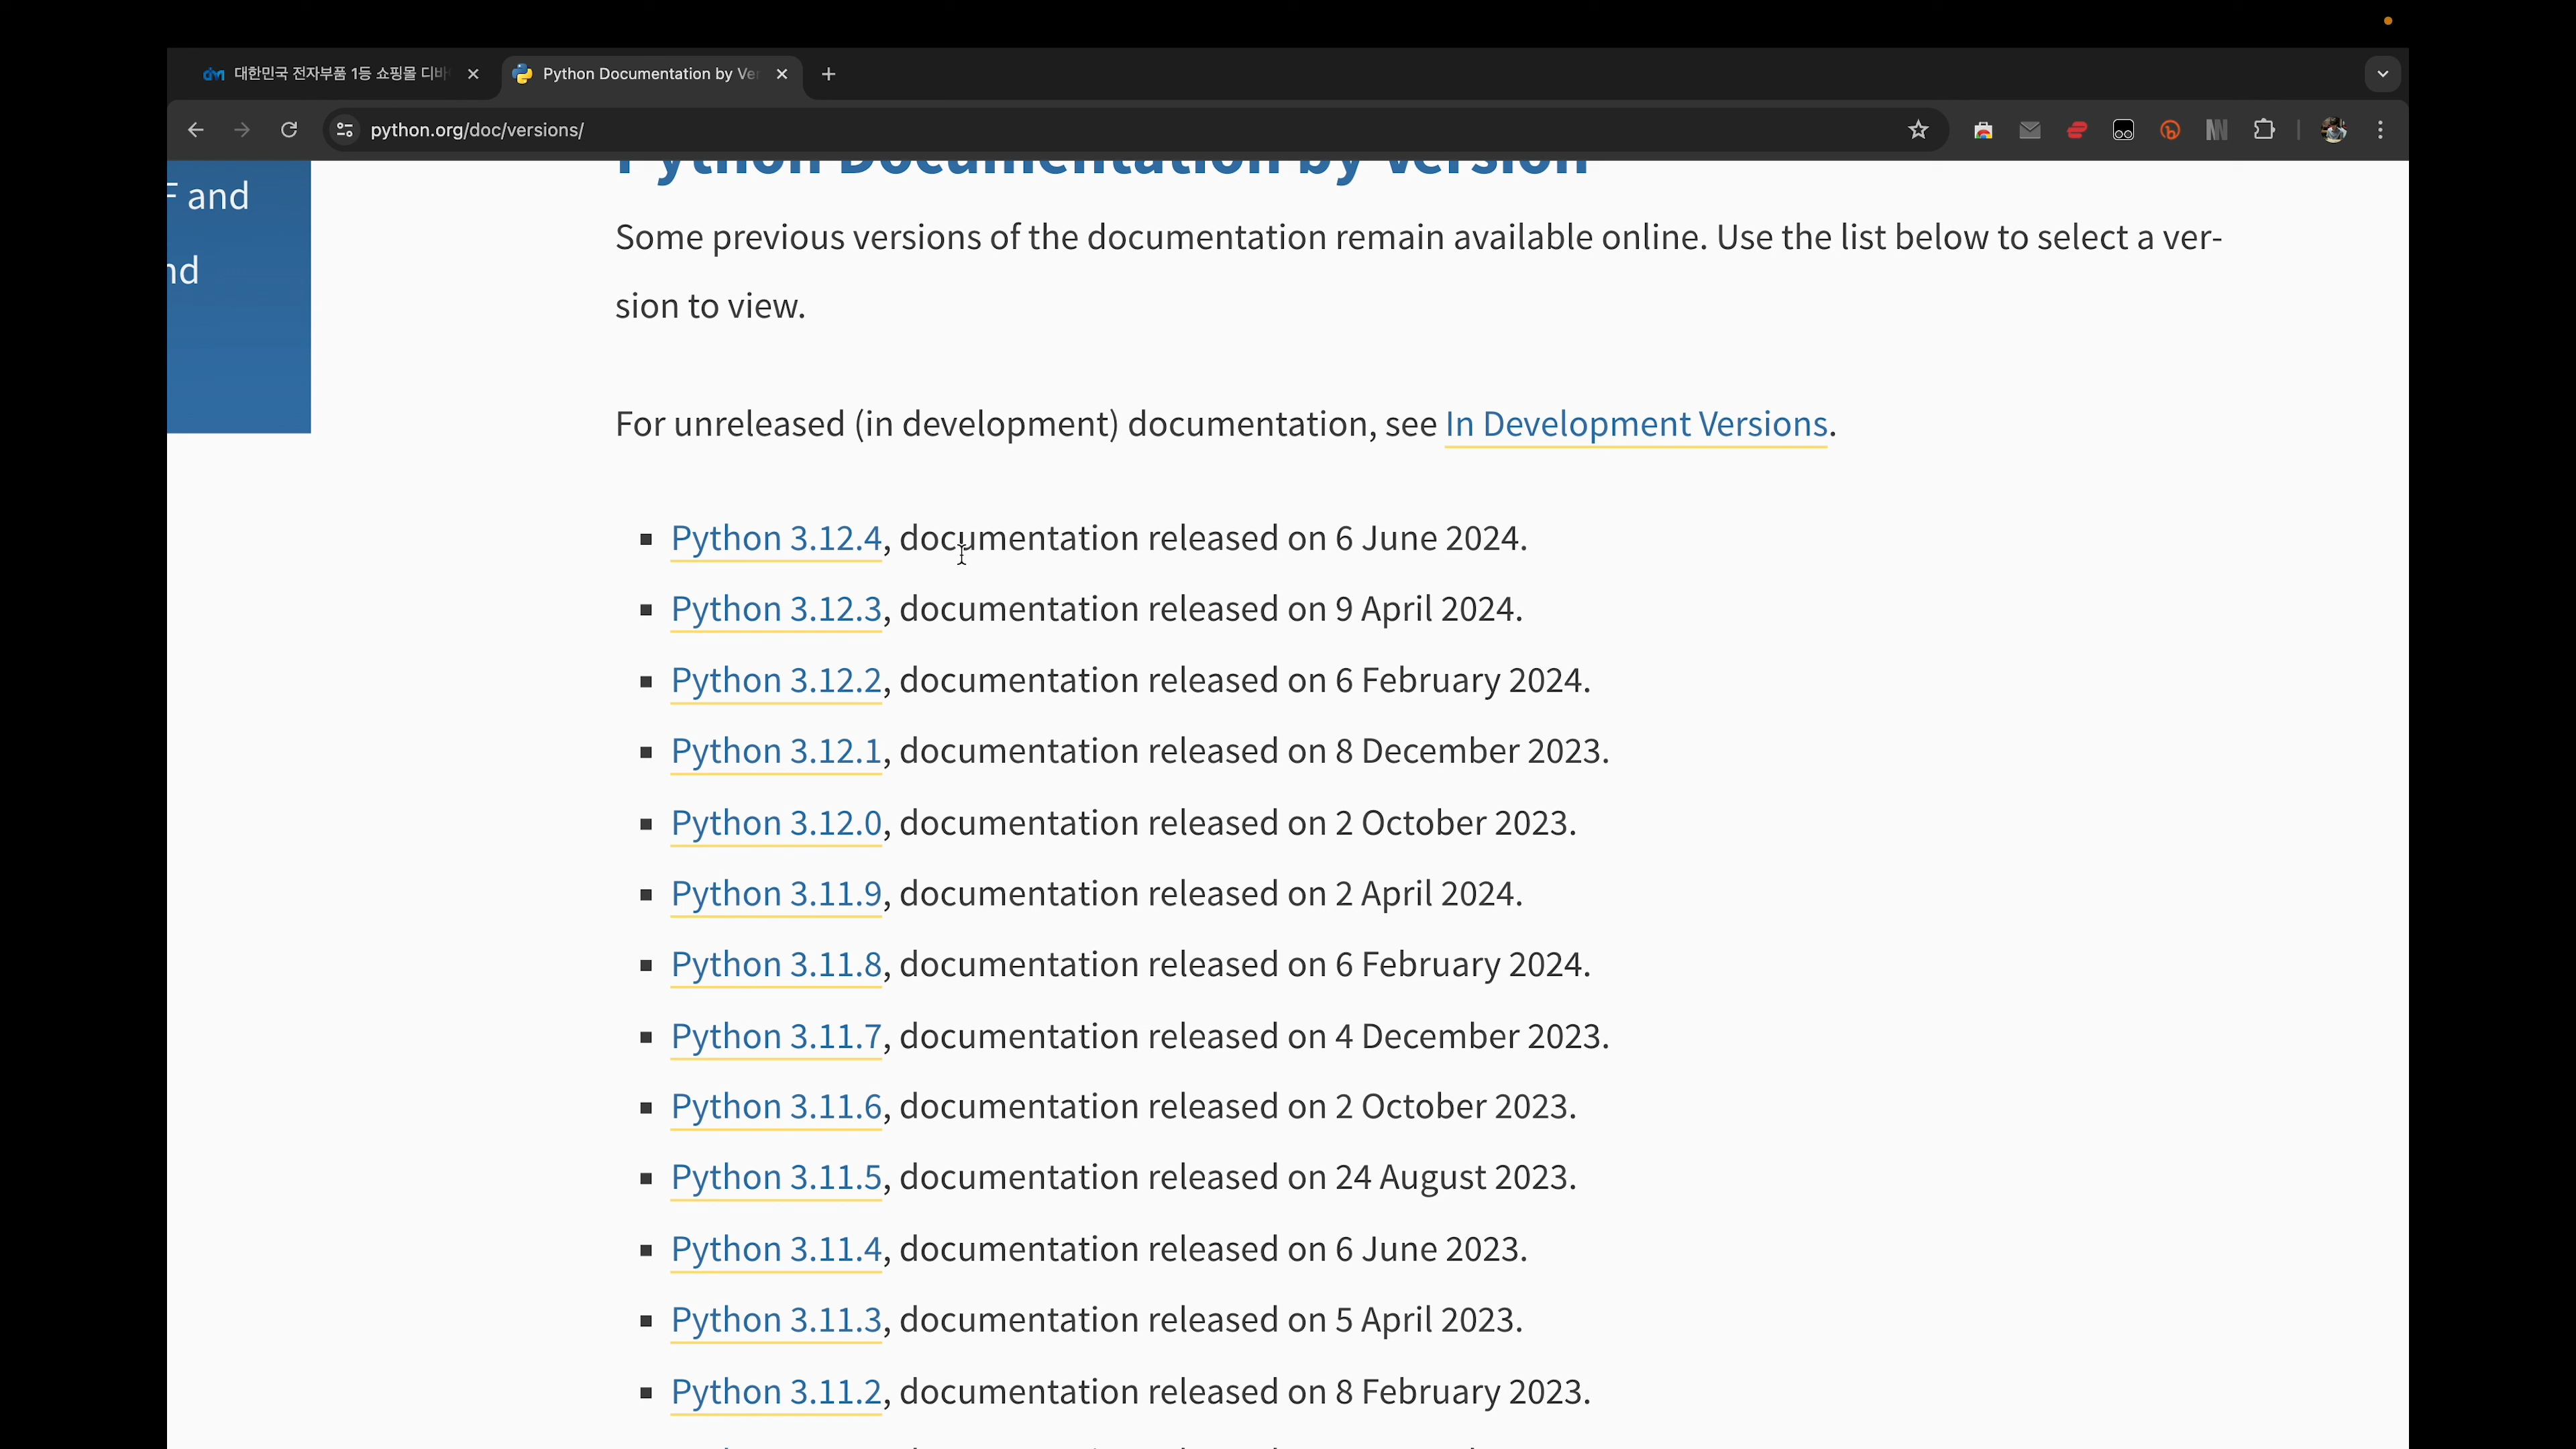 대한민국 전자부품 1등 쇼핑몰 디바
Python Documentation by Ver
python.org/doc/versions/
and
Python Documentation by Version
Some previous versions of the documentation remain available online. Use the list below to select a ver-
sion to view.
For unreleased (in development) documentation, see In Development Versions.
Python 3.12.4, documentation released on 6 June 2024.
Python 3.12.3, documentation released on 9 April 2024.
Python 3.12.2, documentation released on 6 February 2024.
Python 3.12.1, documentation released on 8 December 2023.
Python 3.12.0, documentation released on 2 October 2023.
Python 3.11.9, documentation released on 2 April 2024.
Python 3.11.8, documentation released on 6 February 2024.
Python 3.11.7, documentation released on 4 December 2023.
Python 3.11.6, documentation released on 2 October 2023.
Python 3.11.5, documentation released on 24 August 2023.
Python 3.11.4, documentation released on 6 June 2023.
Python 3.11.3, documentation released on 5 April 2023.
Python 3.11.2, documentation released on 8 February 2023.